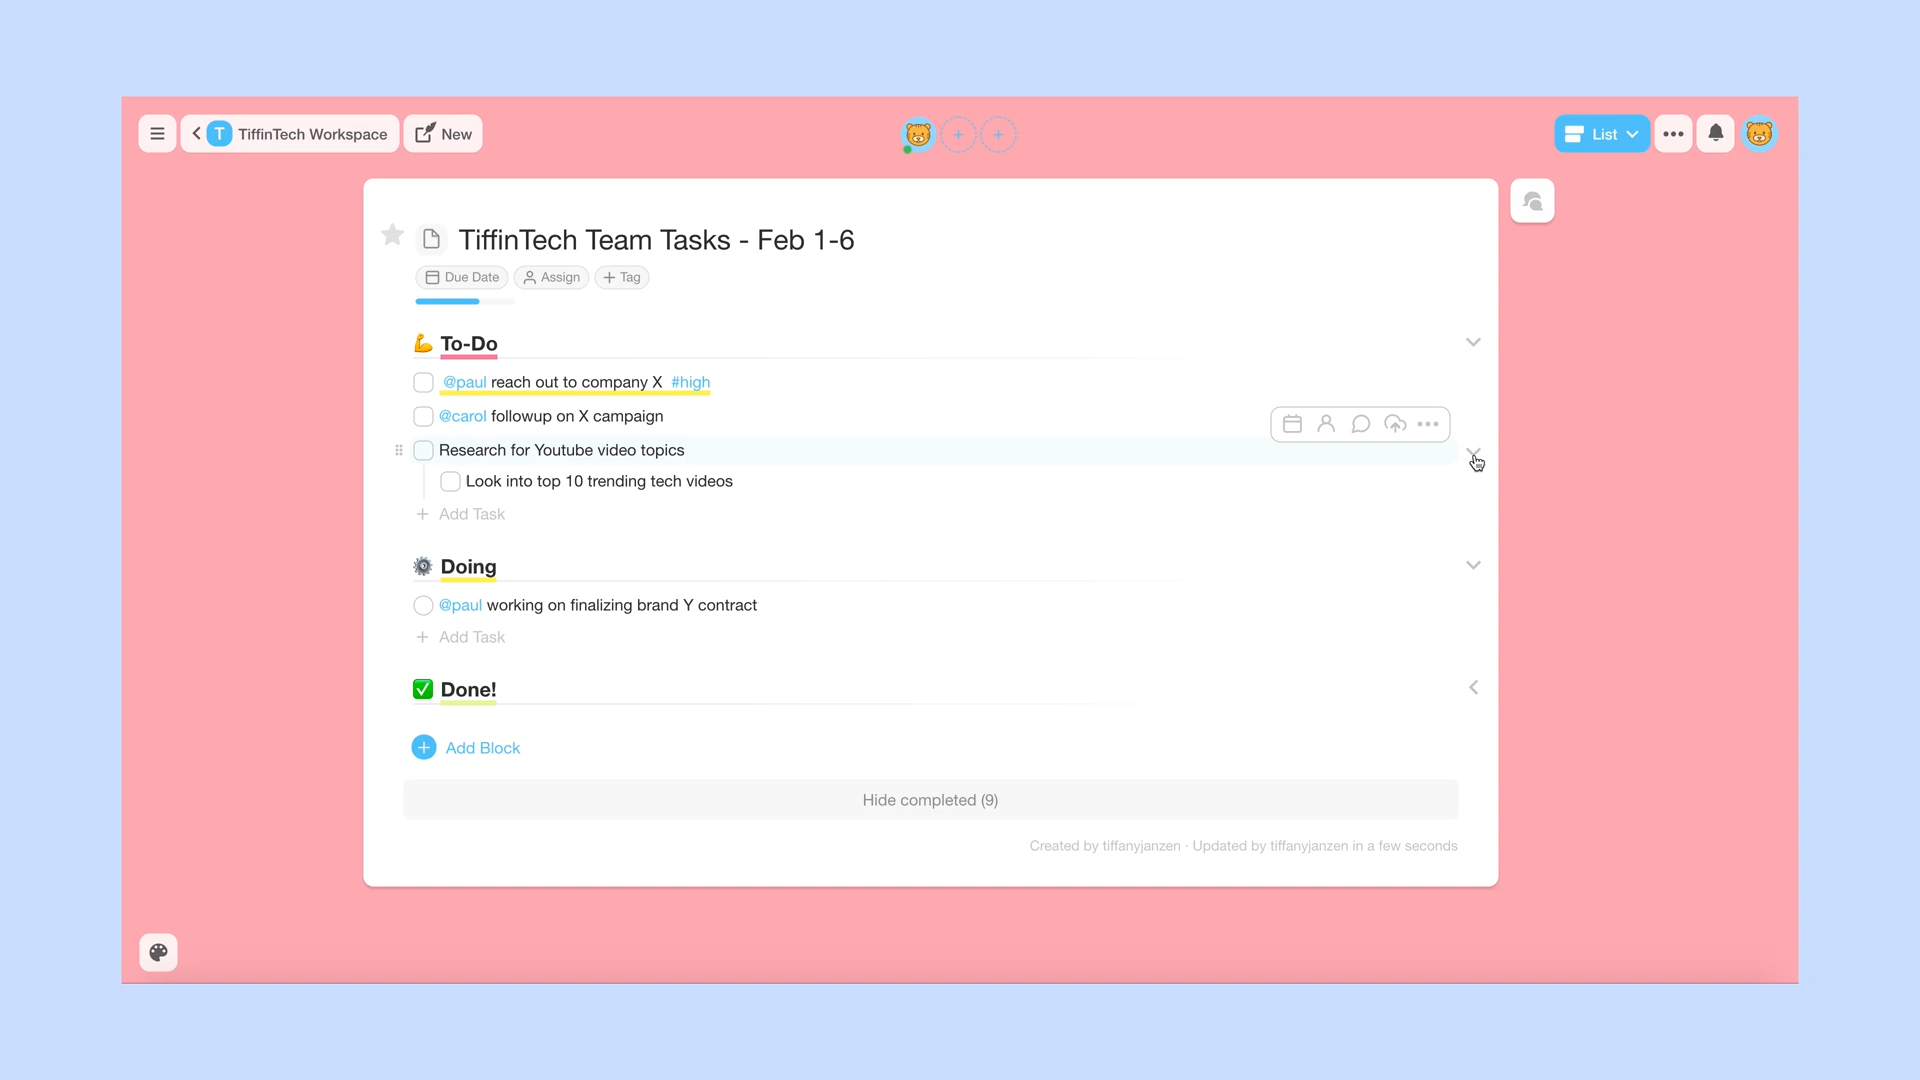 T TiffinTech Workspace
New
List
TiffinTech Team Tasks - Feb 1-6
Due Date
Assign
+ Tag
To-Do
@paul reach out to company X #high
@carol followup on X campaign
Research for Youtube video topics
Look into top 10 trending tech videos
+ Add Task
Doing
@paul working on finalizing brand Y contract
+ Add Task
Done!
+ Add Block
Hide completed (9)
Created by tiffanyjanzen · Updated by tiffanyjanzen in a few seconds